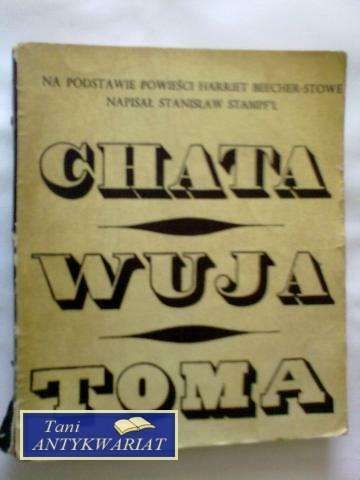 NA PODSTAWIE POWIEŚCI HARRIET BEECHER-STOWE
NAPISAŁ STANISŁAW STAMPF'L
CHATA
WUJA
TOMA
Tani
ANTYKWARIAT